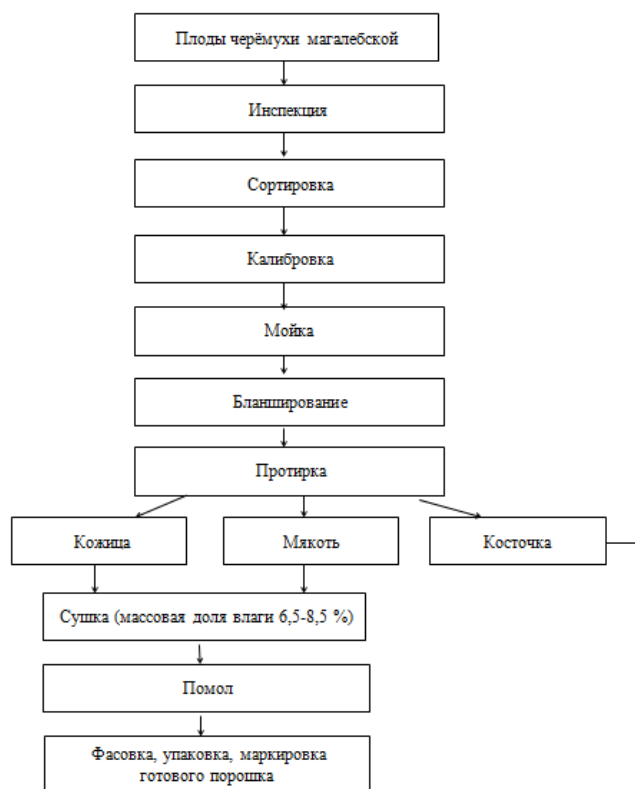 Плоды черёмухи магалебской
Инспекция
Сортировка
Калибровка
Мойка
Бланширование
Протирка
Кожица
Мякоть
Косточка
Сушка (массовая доля влаги 6,5-8,5 %)
Помол
Фасовка, упаковка, маркировка
готового порошка